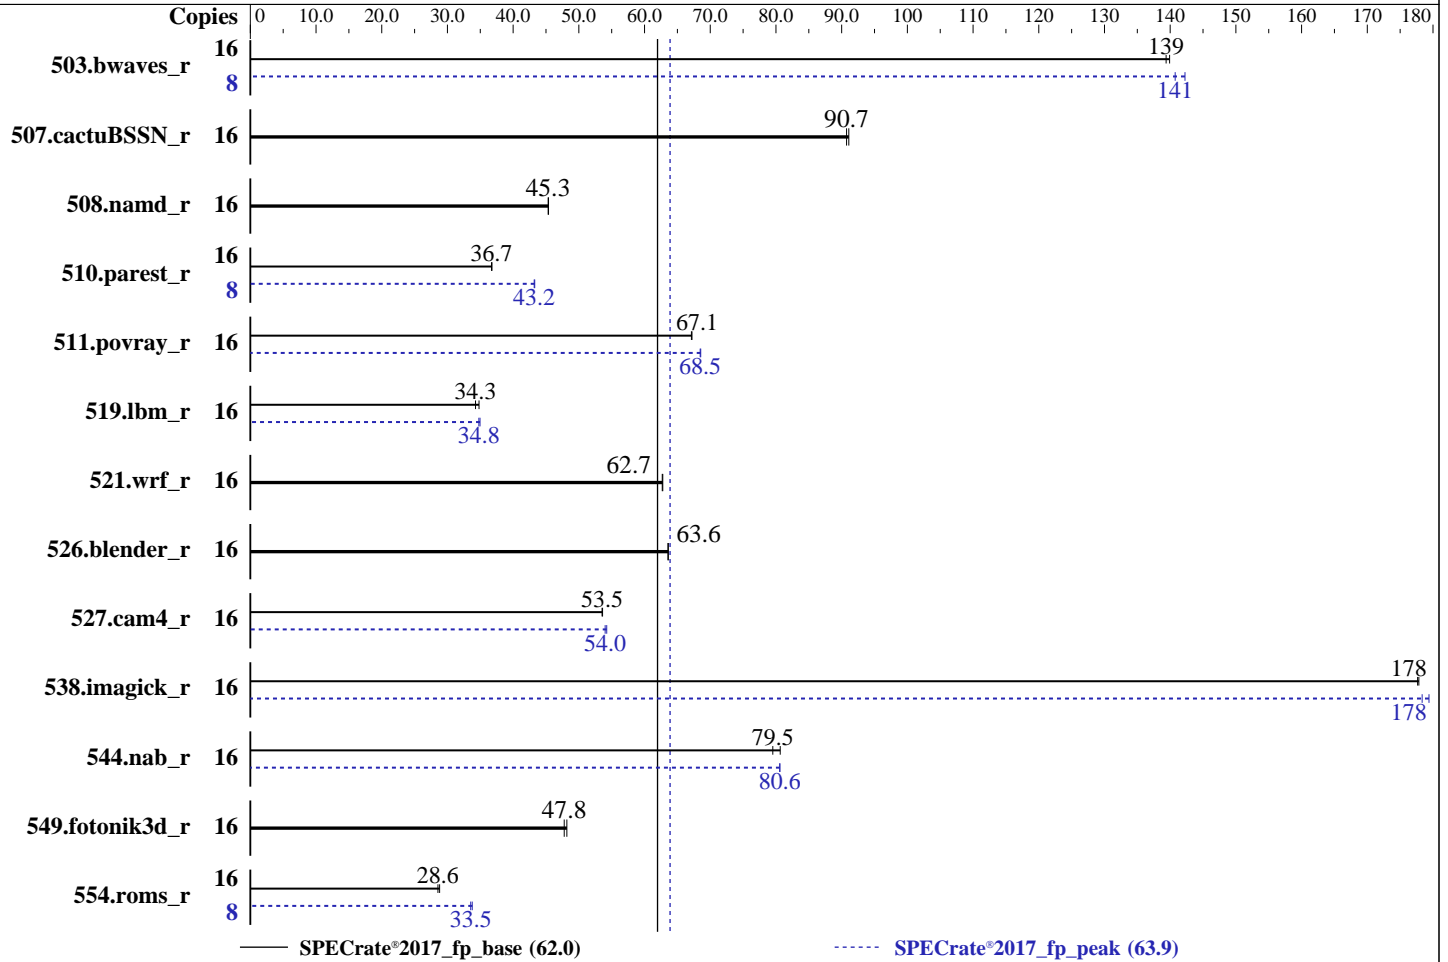 Copies 0 10.0 20.0 30.0 40.0 50.0 60.0 70.0 80.0 90.0 100 110 120 130 140 150 160 170 180
503.bwaves_r 16 139
8 141
507.cactuBSSN_r 16 90.7
508.namd_r 16 45.3
510.parest_r 16 36.7
8 43.2
511.povray_r 16 67.1
68.5
519.lbm_r 16 34.3
34.8
521.wrf_r 16 62.7
526.blender_r 16 63.6
527.cam4_r 16 53.5
54.0
538.imagick_r 16 178
178
544.nab_r 16 79.5
80.6
549.fotonik3d_r 16 47.8
554.roms_r 16 28.6
8 33.5
SPECrate®2017_fp_base (62.0) SPECrate®2017_fp_peak (63.9)